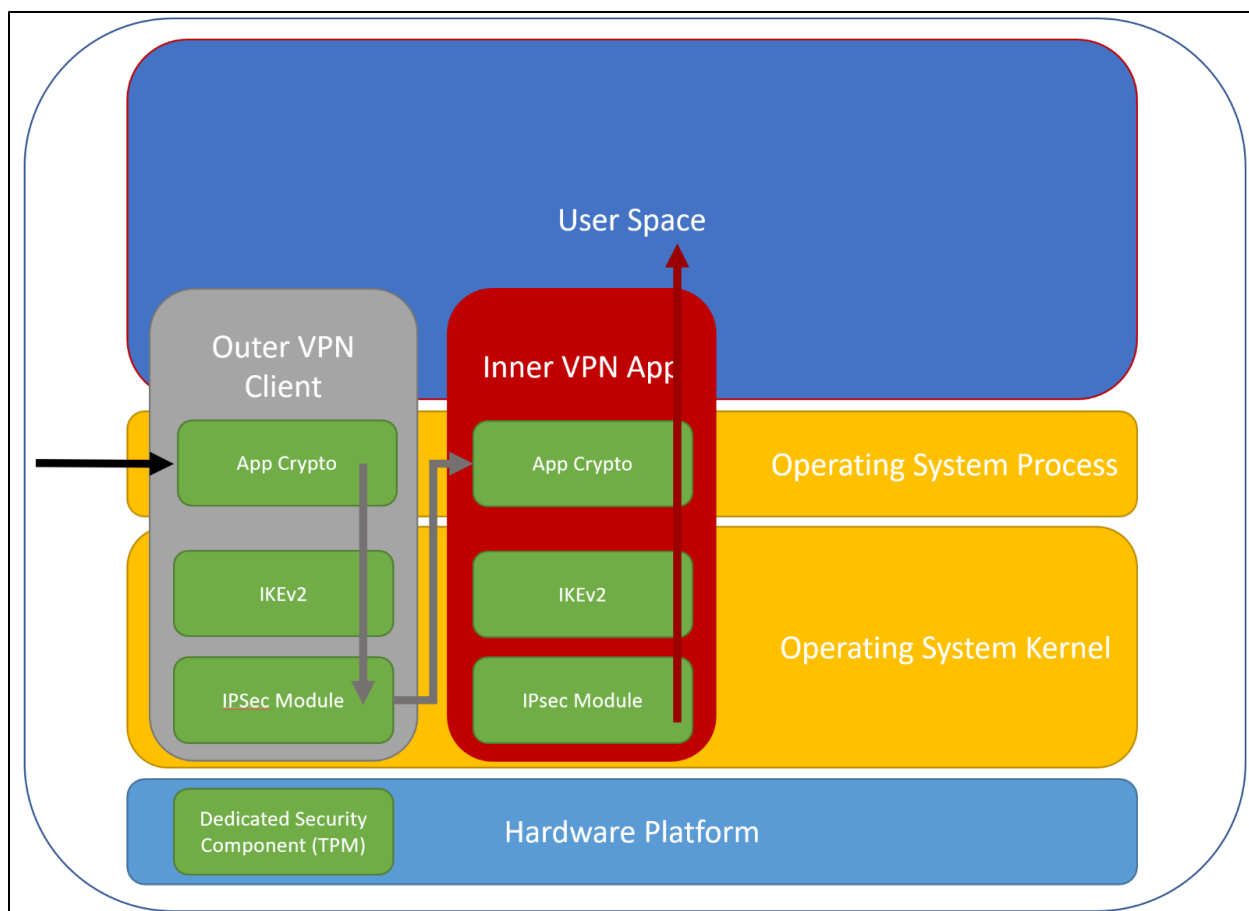 User Space
Outer VPN
Client
Inner VPN App
App Crypto
App Crypto
Operating System Process
IKEv2
IKEv2
Operating System Kernel
IPSec Module
IPsec Module
Dedicated Security
Component (TPM)
Hardware Platform